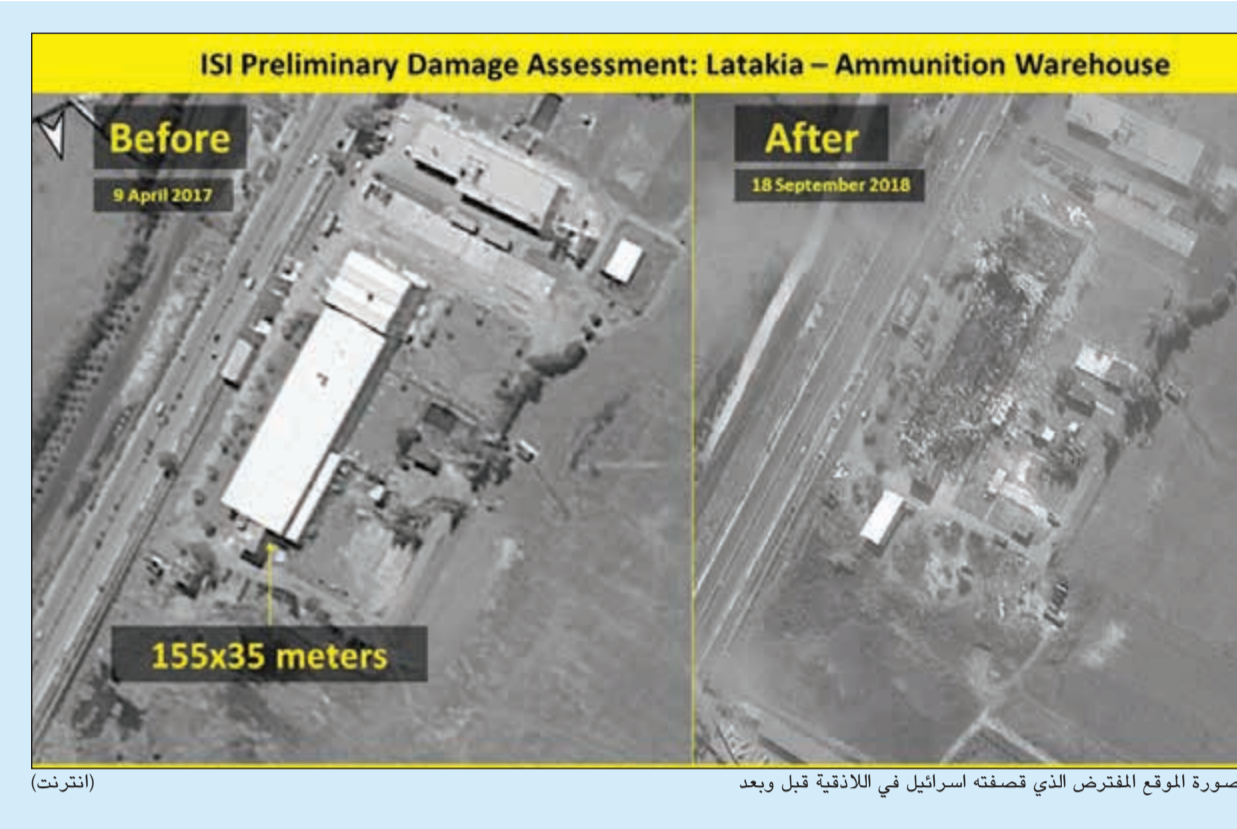 ISI Preliminary Damage Assessment: Latakia – Ammunition Warehouse
Before
9 April 2017
After
18 September 2018
155x35 meters
صورة الموقع المفترض الذي قصفته اسرائيل في اللاذقية قبل وبعد
(انترنت)